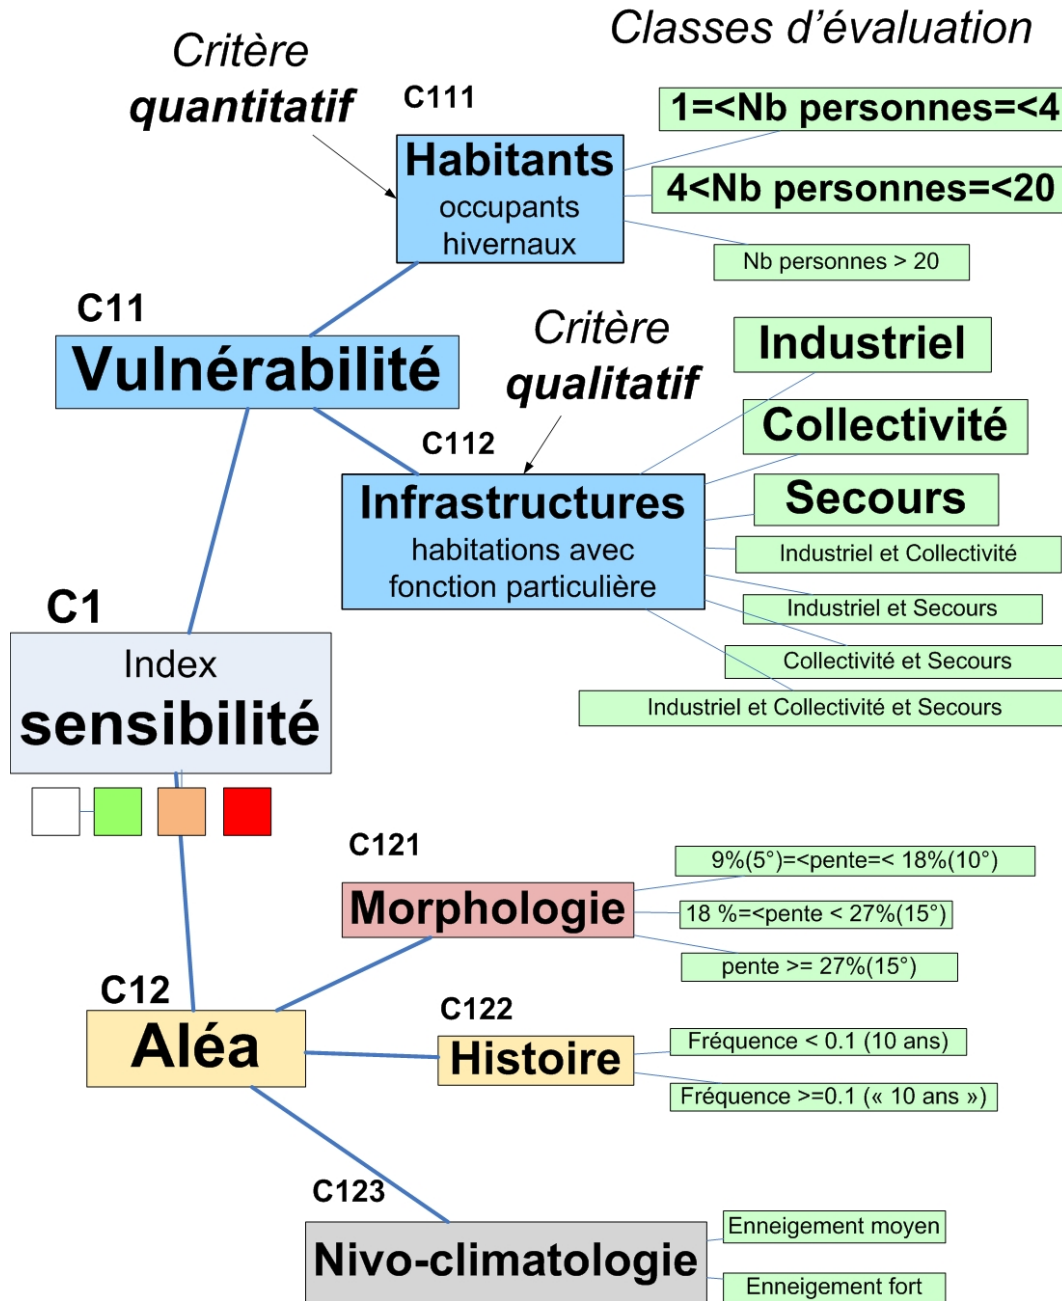 Classes d'évaluation
Critère
quantitatif
C111
Habitants
occupants
hivernaux
1=<Nb personnes=<4
4<Nb personnes=<20
Nb personnes > 20
C11
Vulnérabilité
Critère
qualitatif
C112
Infrastructures
habitations avec
fonction particulière
Industriel
Collectivité
Secours
Industriel et Collectivité
Industriel et Secours
Collectivité et Secours
Industriel et Collectivité et Secours
C1
Index
sensibilité
C121
Morphologie
9%(5°)=<pente=< 18%(10°)
18 %=<pente < 27%(15°)
pente >= 27%(15°)
C12
Aléa
C122
Histoire
Fréquence < 0.1 (10 ans)
Fréquence >=0.1 (« 10 ans »)
C123
Nivo-climatologie
Enneigement moyen
Enneigement fort